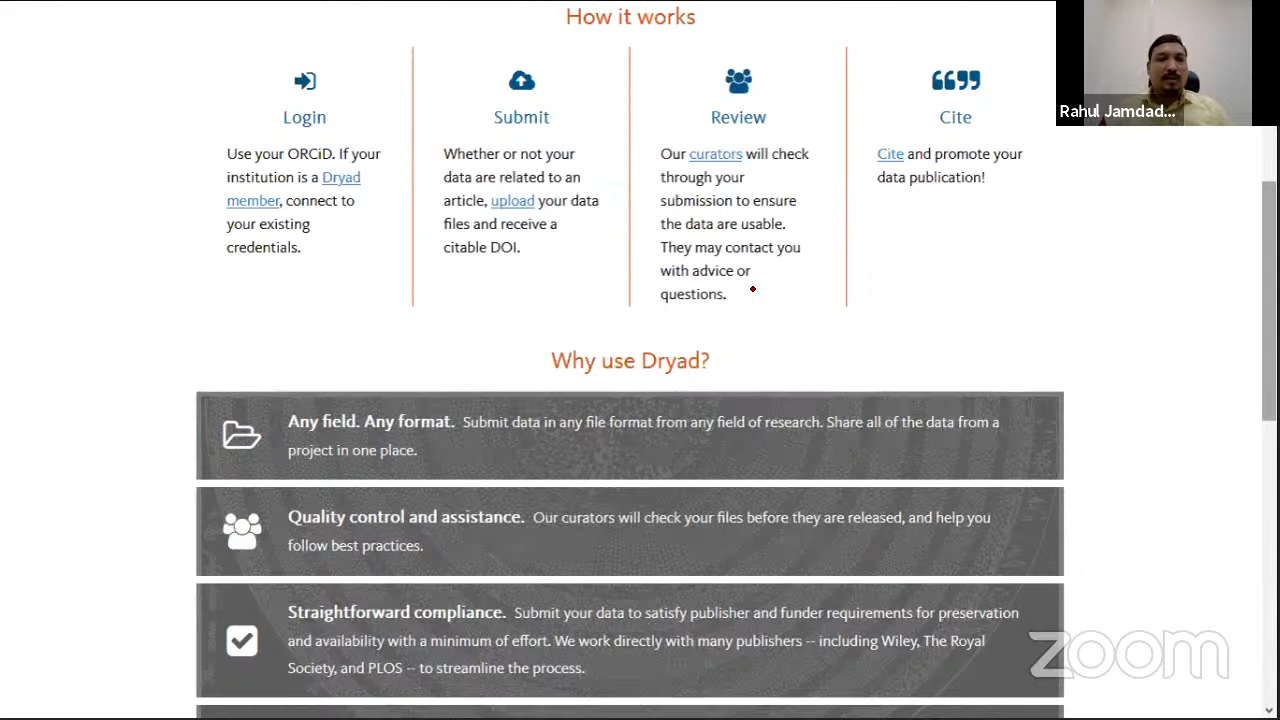 How it works
Rahul Jamdad...
Login
Use your ORCiD. If your
institution is a Dryad
member, connect to
your existing
credentials.
Submit
Whether or not your
data are related to an
article, upload your data
files and receive a
citable DOI.
Review
Our curators will check
through your
submission to ensure
the data are usable.
They may contact you
with advice or
questions.
Cite
Cite and promote your
data publication!
Why use Dryad?
Any field. Any format. Submit data in any file format from any field of research. Share all of the data from a
project in one place.
Quality control and assistance. Our curators will check your files before they are released, and help you
follow best practices.
Straightforward compliance. Submit your data to satisfy publisher and funder requirements for preservation
and availability with a minimum of effort. We work directly with many publishers -- including Wiley, The Royal
Society, and PLOS -- to streamline the process.
zoom